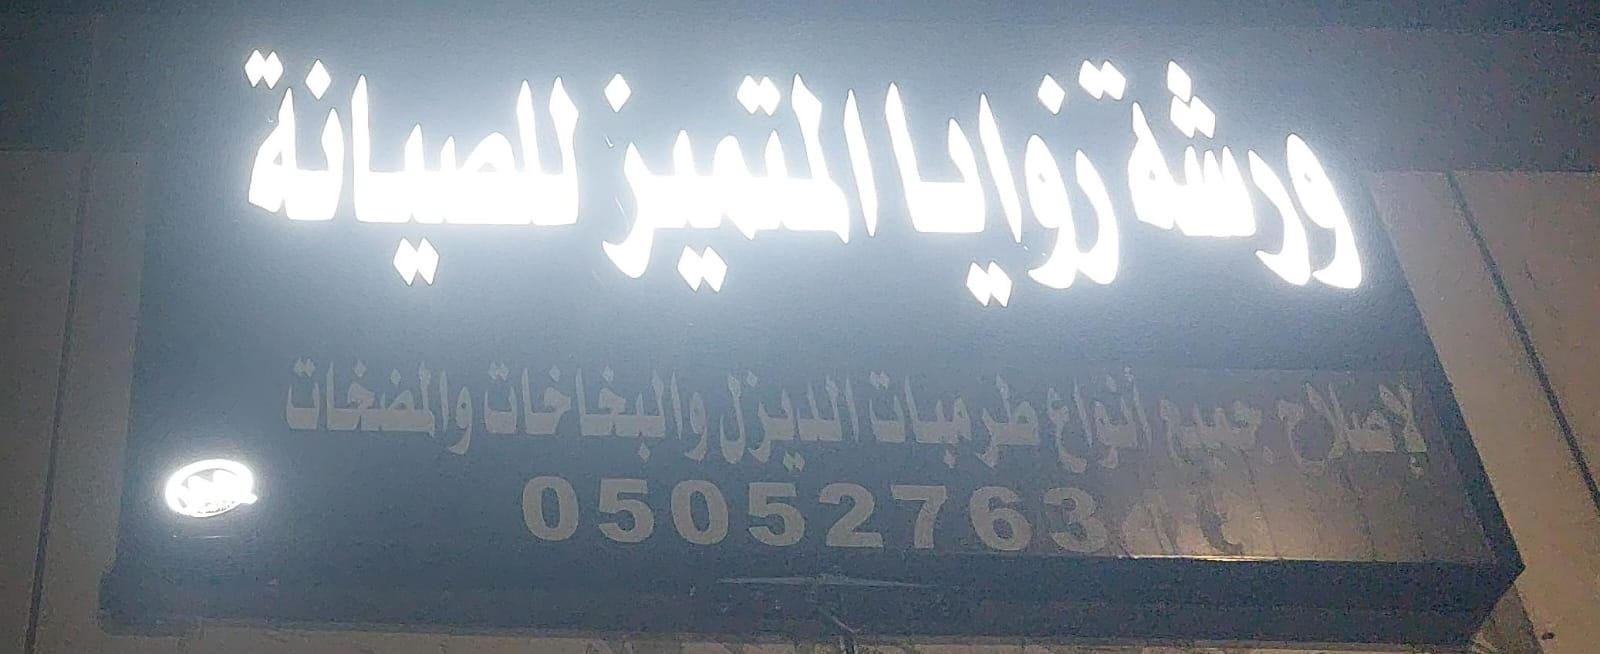 ورشة زوايا المتميز للصيانة
لإصلاح جميع أنواع طرمبات الديزل والبخاخات والمضخات
05052763